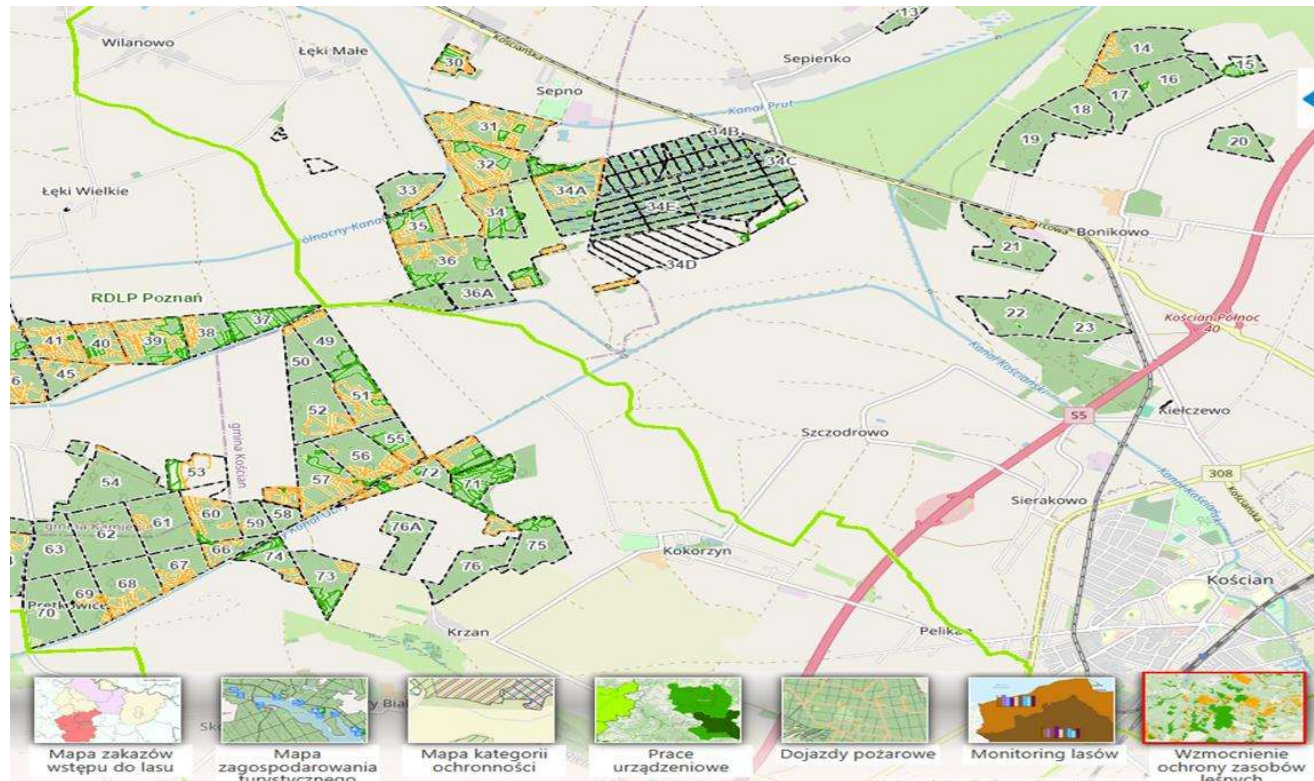 13
Wilanowo
Kościańska
Łęki Małe
Sepienko
14
30
15
16
Sepno
17
Kanał Prut
18
31
34B
19
20
32
34C
33
34A
Łęki Wielkie
34
34E
35
Bonikowo
21
36
34D
RDLP Poznań
36A
37
22
23
Kościan Północ
40
41
40
39
38
49
50
45
Kanał Kościański
51
52
S5
Kiełczewo
gmina Kościan
55
Szczodrowo
56
53
308
54
57
72
71
Sierakowo
Kościańska
Kanał Kościański
60
58
61
59
76A
62
63
66
75
Kokorzyn
74
67
76
Kościan
68
73
69
70
Krzan
Mapa zakazów
wstępu do lasu
Mapa
zagospodarowania
turystycznego
Mapa kategorii
ochronności
Prace
urządzeniowe
Dojazdy pożarowe
Monitoring lasów
Wzmocnienie
ochrony zasobów
leśnych